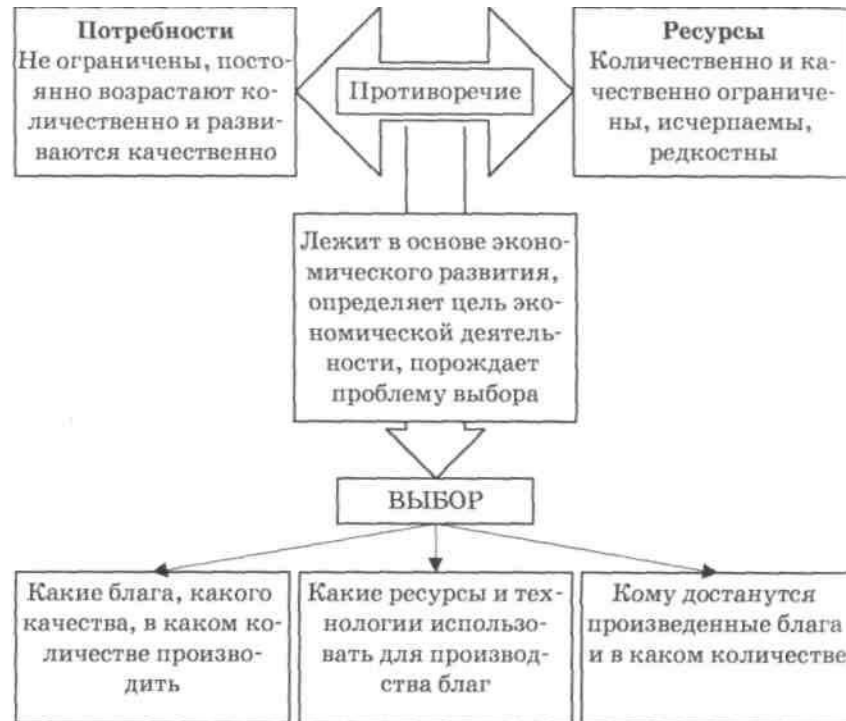 Потребности
Не ограничены, посто-
янно возрастают ко-
личественно и разви-
ваются качественно
Противоречие
Ресурсы
Количественно и ка-
чественно ограниче-
ны, исчерпаемы,
редкостны
Лежит в основе эконо-
мического развития,
определяет цель эко-
номической деятель-
ности, порождает
проблему выбора
ВЫБОР
Какие блага, какого
качества, в каком ко-
личестве произво-
дить
Какие ресурсы и тех-
нологии использо-
вать для производ-
ства благ
Кому достанутся
произведенные блага
и в каком количестве